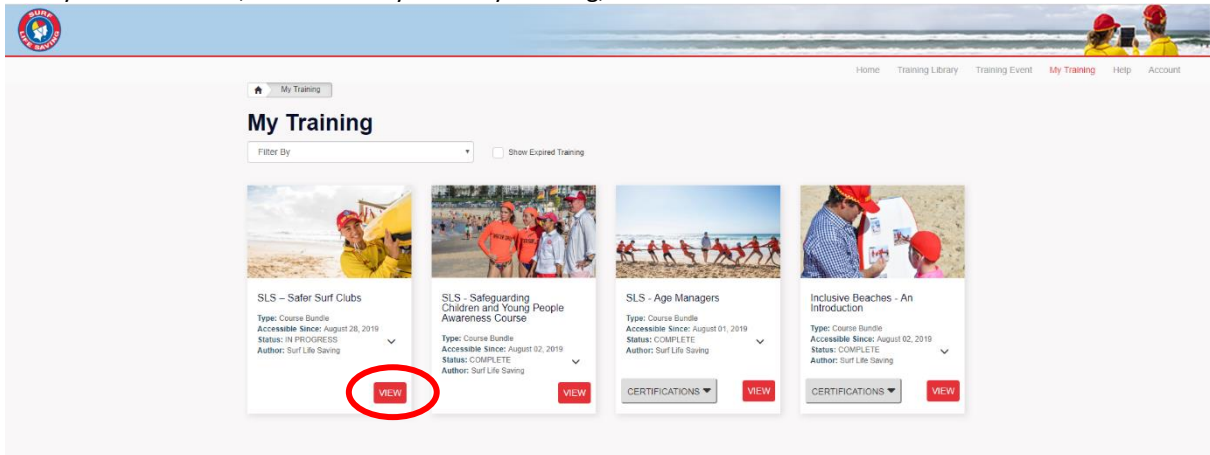 SURF
LIFE SAVING
Home Training Library Training Event My Training Help Account
My Training
My Training
Filter By
Show Expired Training
SLS – Safer Surf Clubs
Type: Course Bundle
Accessible Since: August 28, 2019
Status: IN PROGRESS
Author: Surf Life Saving
VIEW
SLS - Safeguarding
Children and Young People
Awareness Course
Type: Course Bundle
Accessible Since: August 02, 2019
Status: COMPLETE
Author: Surf Life Saving
VIEW
SLS - Age Managers
Type: Course Bundle
Accessible Since: August 01, 2019
Status: COMPLETE
Author: Surf Life Saving
CERTIFICATIONS
VIEW
Inclusive Beaches - An
Introduction
Type: Course Bundle
Accessible Since: August 02, 2019
Status: COMPLETE
Author: Surf Life Saving
CERTIFICATIONS
VIEW